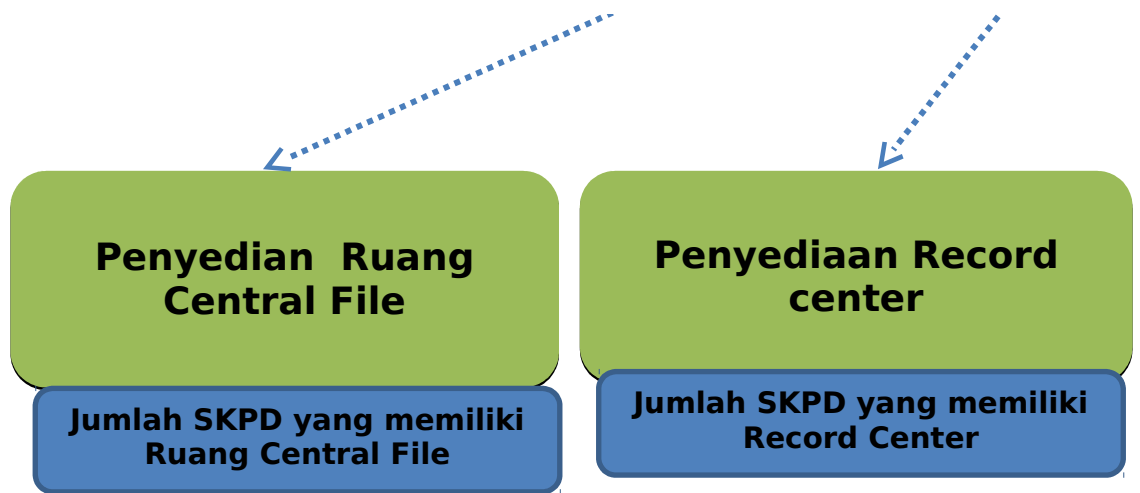 Penyedian  Ruang
Central File
Penyediaan Record
center
Jumlah SKPD yang memiliki
Ruang Central File
Jumlah SKPD yang memiliki
Record Center